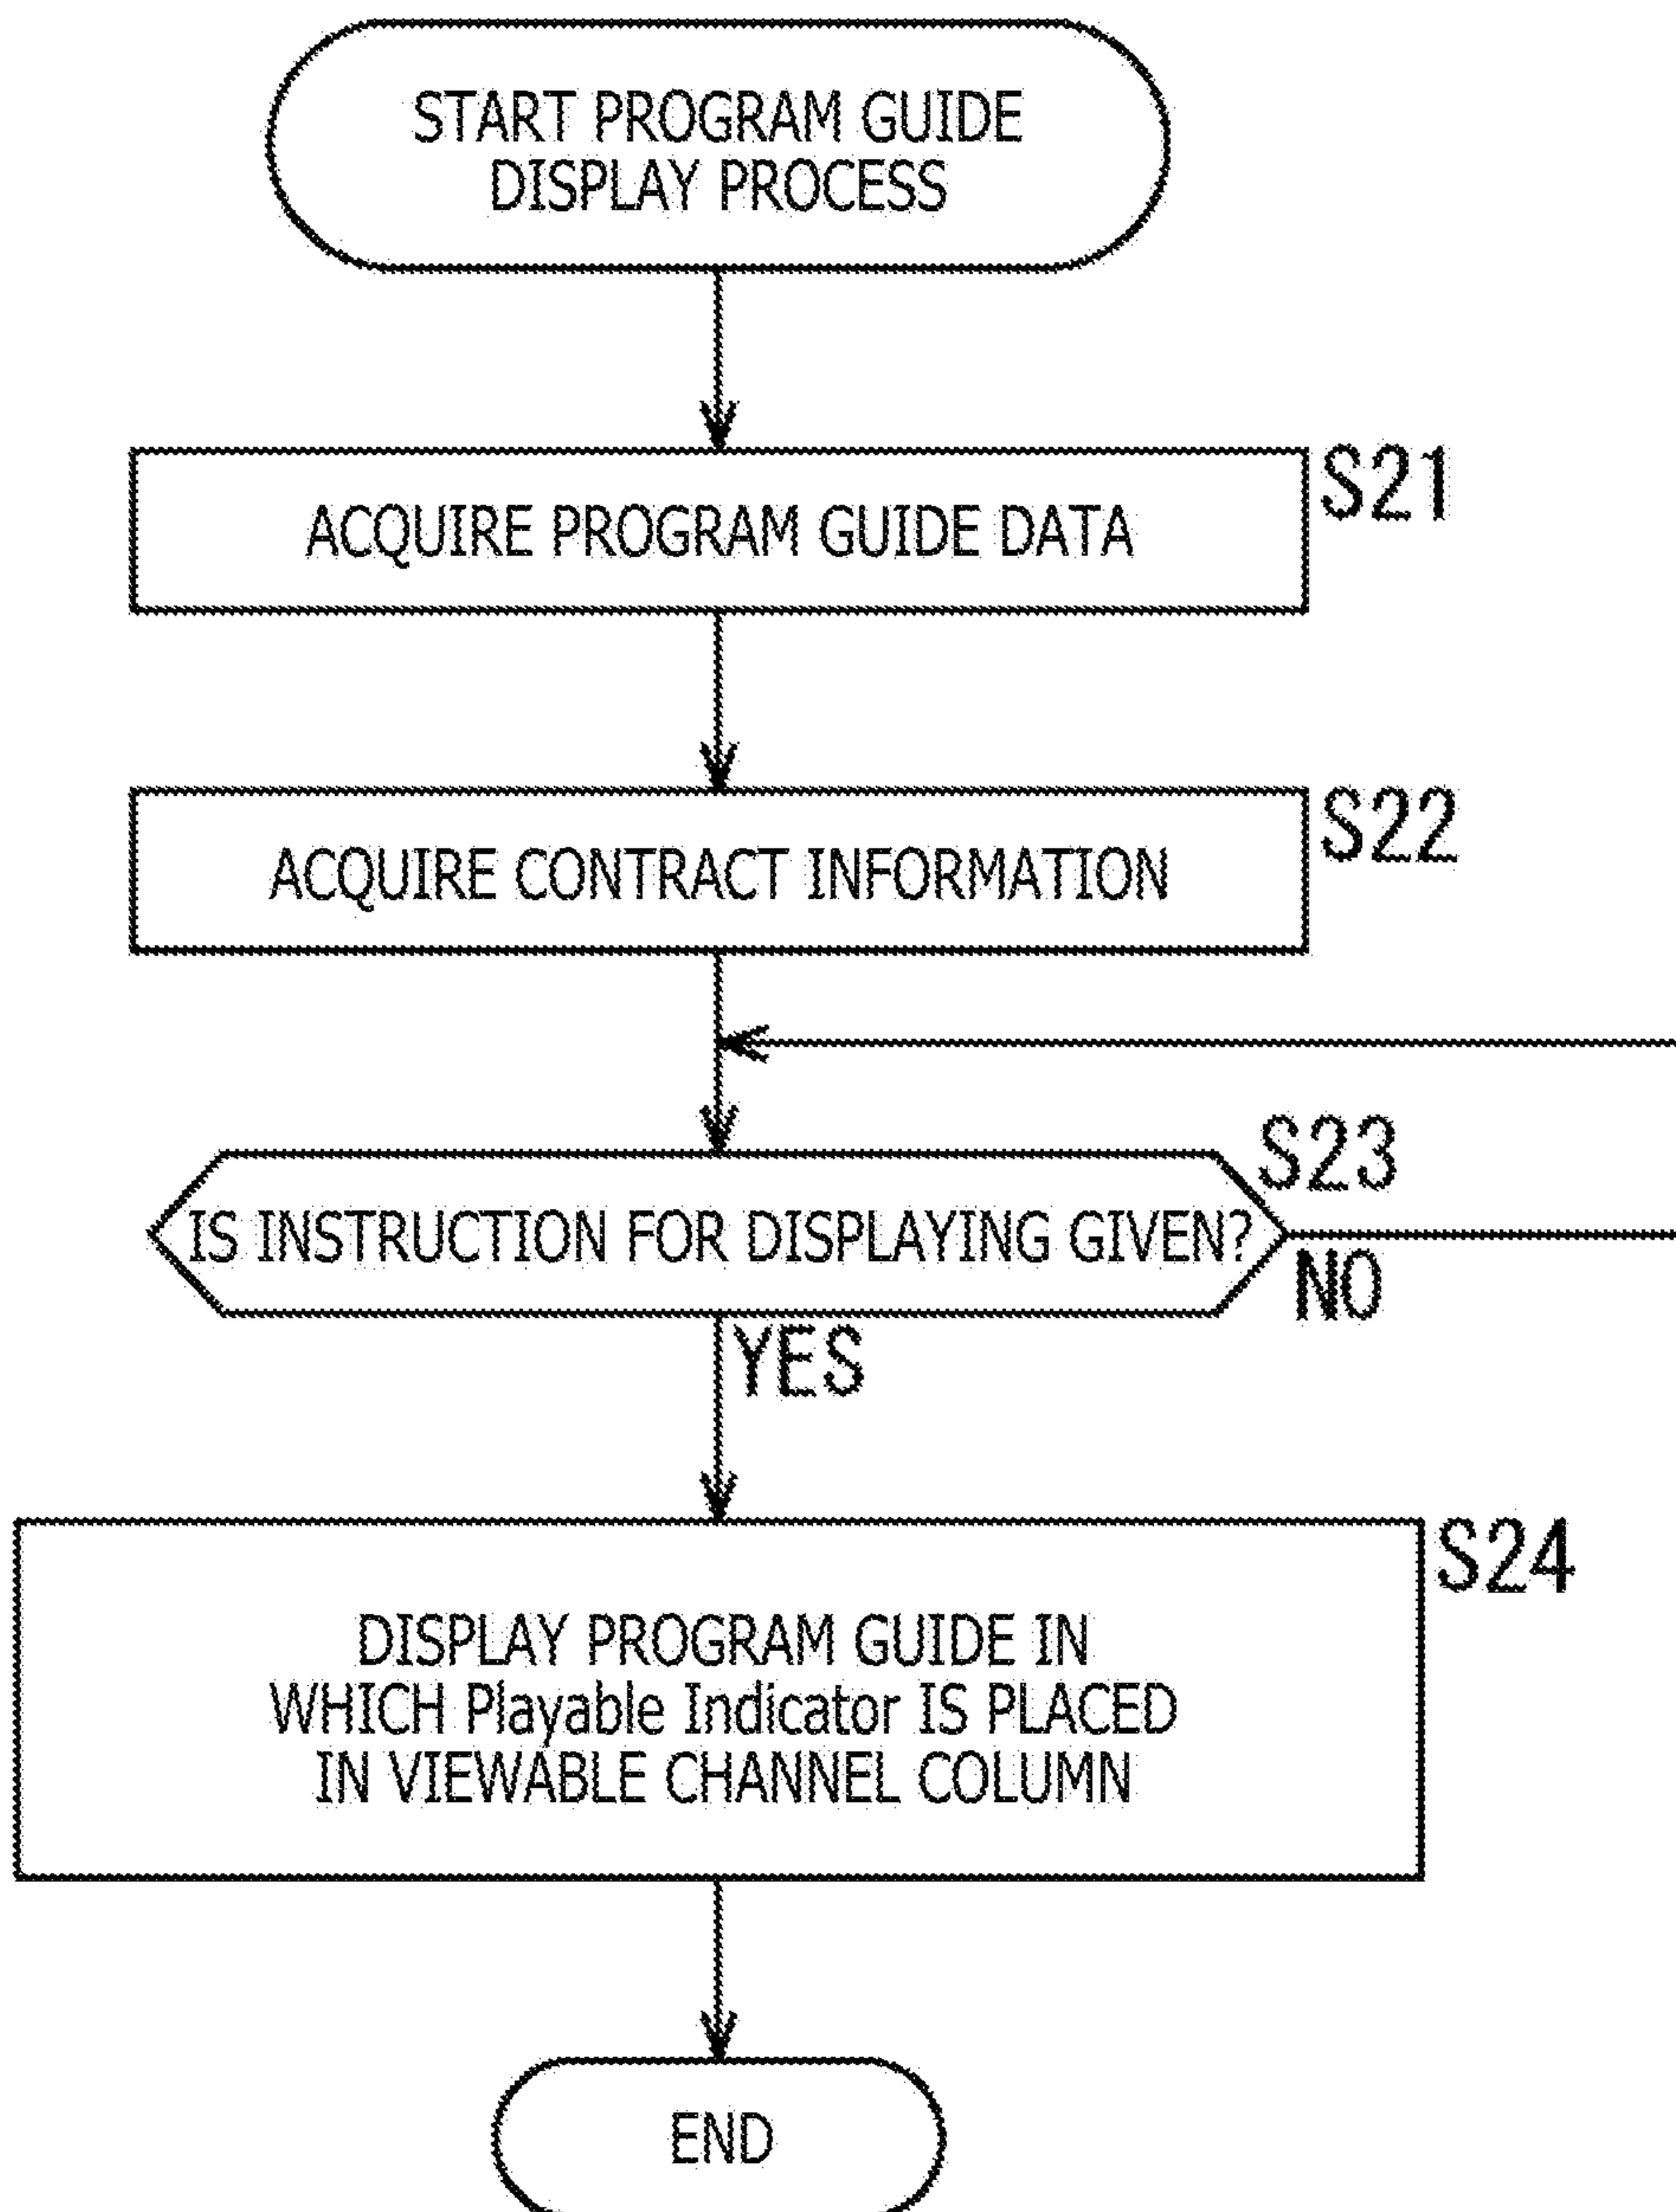 START PROGRAM GUIDE
DISPLAY PROCESS
S21
ACQUIRE PROGRAM GUIDE DATA
S22
ACQUIRE CONTRACT INFORMATION
S23
IS INSTRUCTION FOR DISPLAYING GIVEN?
NO
YES
S24
DISPLAY PROGRAM GUIDE IN
WHICH Playable Indicator IS PLACED
IN VIEWABLE CHANNEL COLUMN
END